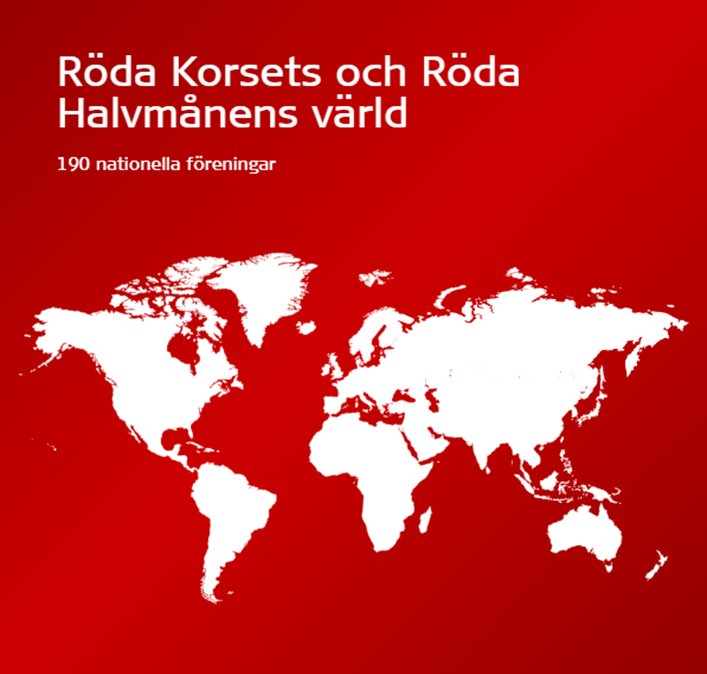 Röda Korsets och Röda
Halvmånens värld
190 nationella föreningar